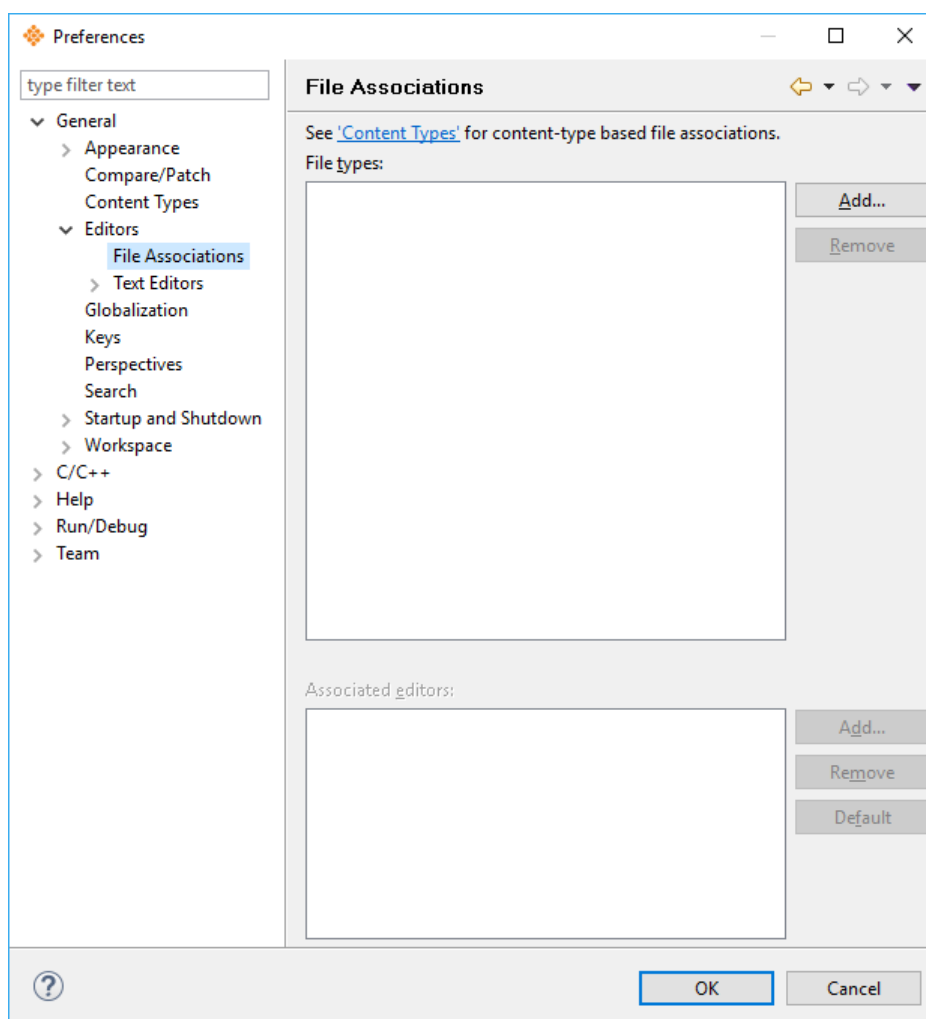 Preferences
type filter text
General
Appearance
Compare/Patch
Content Types
Editors
File Associations
Text Editors
Globalization
Keys
Perspectives
Search
Startup and Shutdown
Workspace
C/C++
Help
Run/Debug
Team
File Associations
See 'Content Types' for content-type based file associations.
File types:
Add...
Remove
Associated editors:
Add...
Remove
Default
OK
Cancel